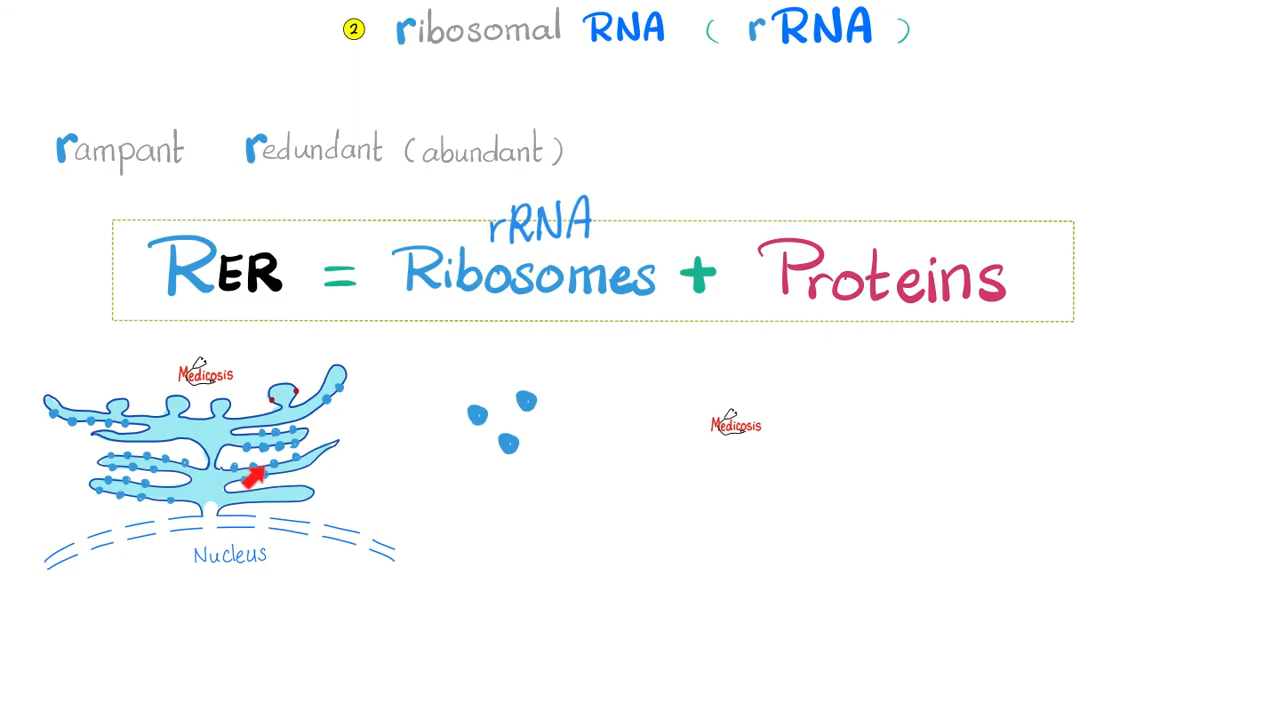 2 ribosomal RNA ( rRNA )
rampant redundant (abundant)
rRNA
RER = Ribosomes + Proteins
Medicosis
Medicosis
Nucleus